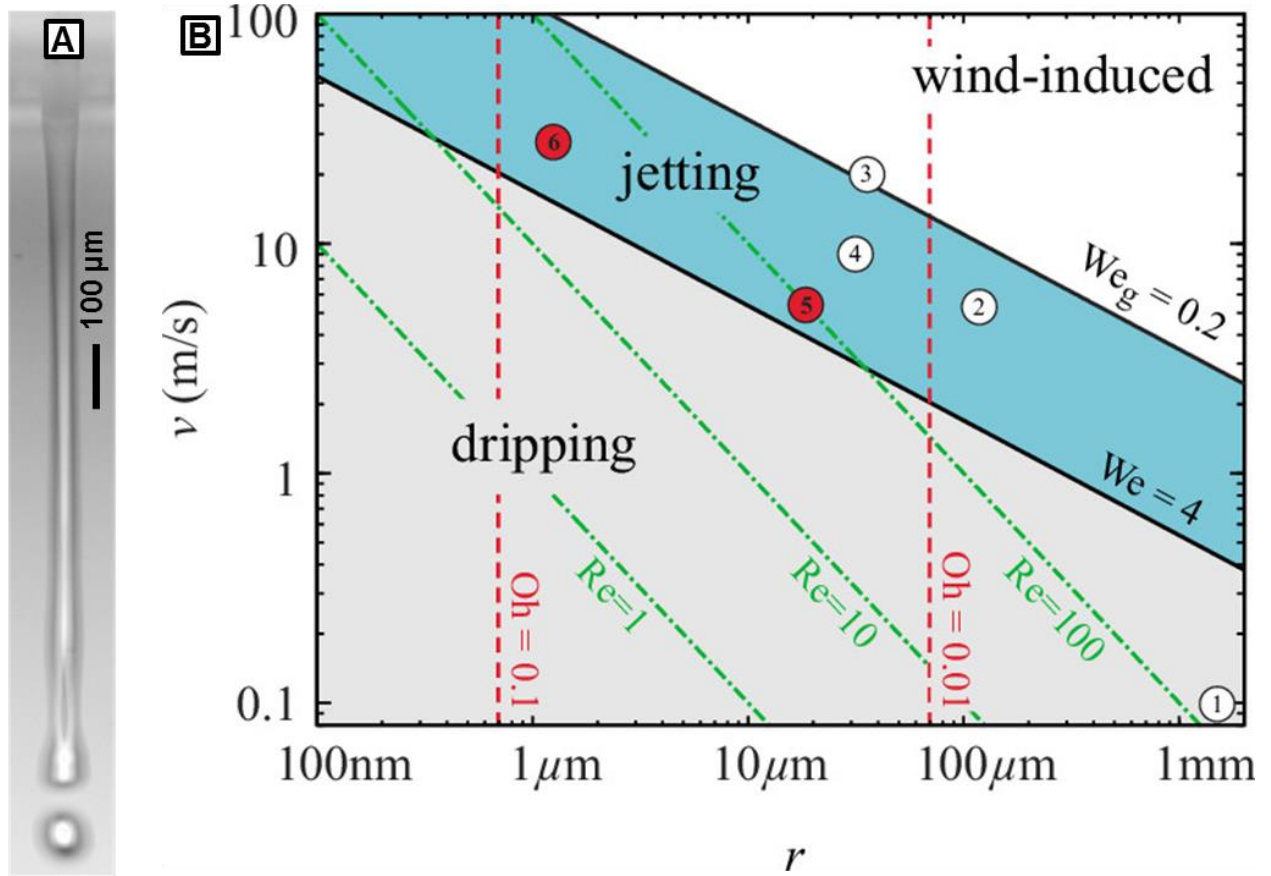 A
100 µm
B
100
10
1
0.1
v (m/s)
wind-induced
jetting
dripping
6
3
4
5
2
1
We_g = 0.2
We = 4
Re=1
Re=10
Re=100
Oh = 0.1
Oh = 0.01
100nm 1µm 10µm 100µm 1mm
r